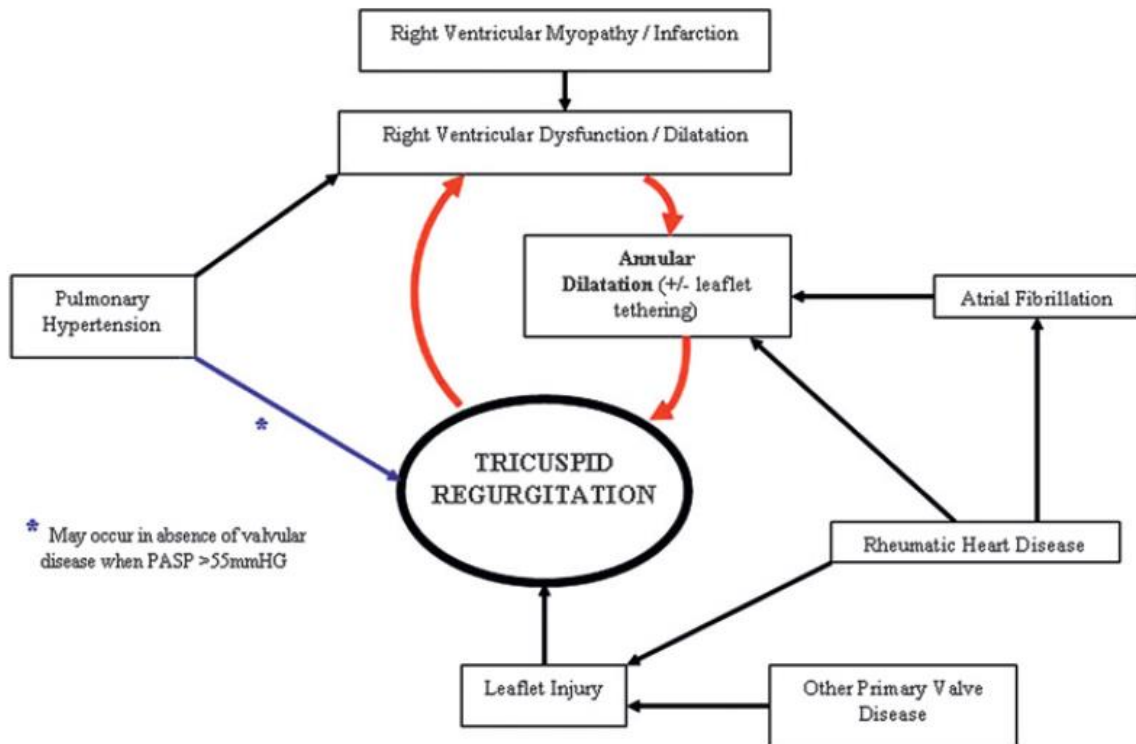 Right Ventricular Myopathy / Infarction
Right Ventricular Dysfunction / Dilatation
Annular
Dilatation (+/- leaflet
tethering)
Pulmonary
Hypertension
Atrial Fibrillation
*
TRICUSPID
REGURGITATION
* May occur in absence of valvular
disease when PASP >55mmHG
Rheumatic Heart Disease
Leaflet Injury
Other Primary Valve
Disease